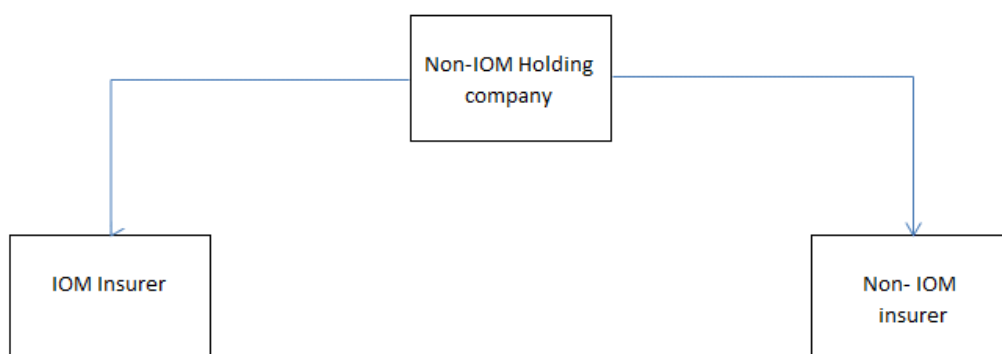 Non-IOM Holding
company
IOM Insurer
Non- IOM
insurer